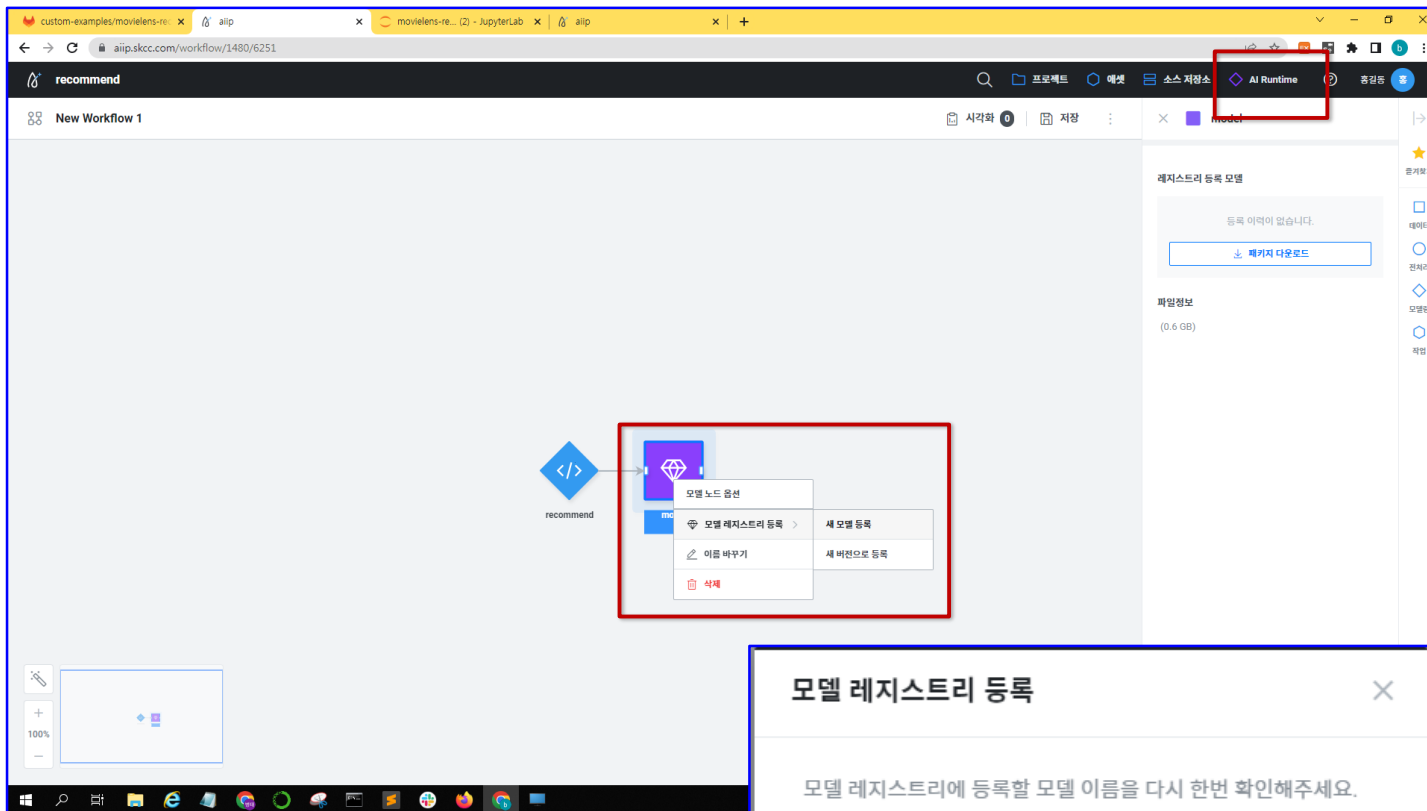 custom-examples/movielens-rec
aiip
movielens-re... (2) - JupyterLab
aiip
aiip.skcc.com/workflow/1480/6251
recommend
프로젝트
애셋
소스 저장소
AI Runtime
홍길동
홍
New Workflow 1
시각화 0
저장
model
즐겨찾
레지스트리 등록 모델
등록 이력이 없습니다.
패키지 다운로드
데이터
전처리
파일정보
모델링
(0.6 GB)
작업
recommend
모델 노드 옵션
모델 레지스트리 등록
새 모델 등록
이름 바꾸기
새 버전으로 등록
삭제
100%
모델 레지스트리 등록
모델 레지스트리에 등록할 모델 이름을 다시 한번 확인해주세요.